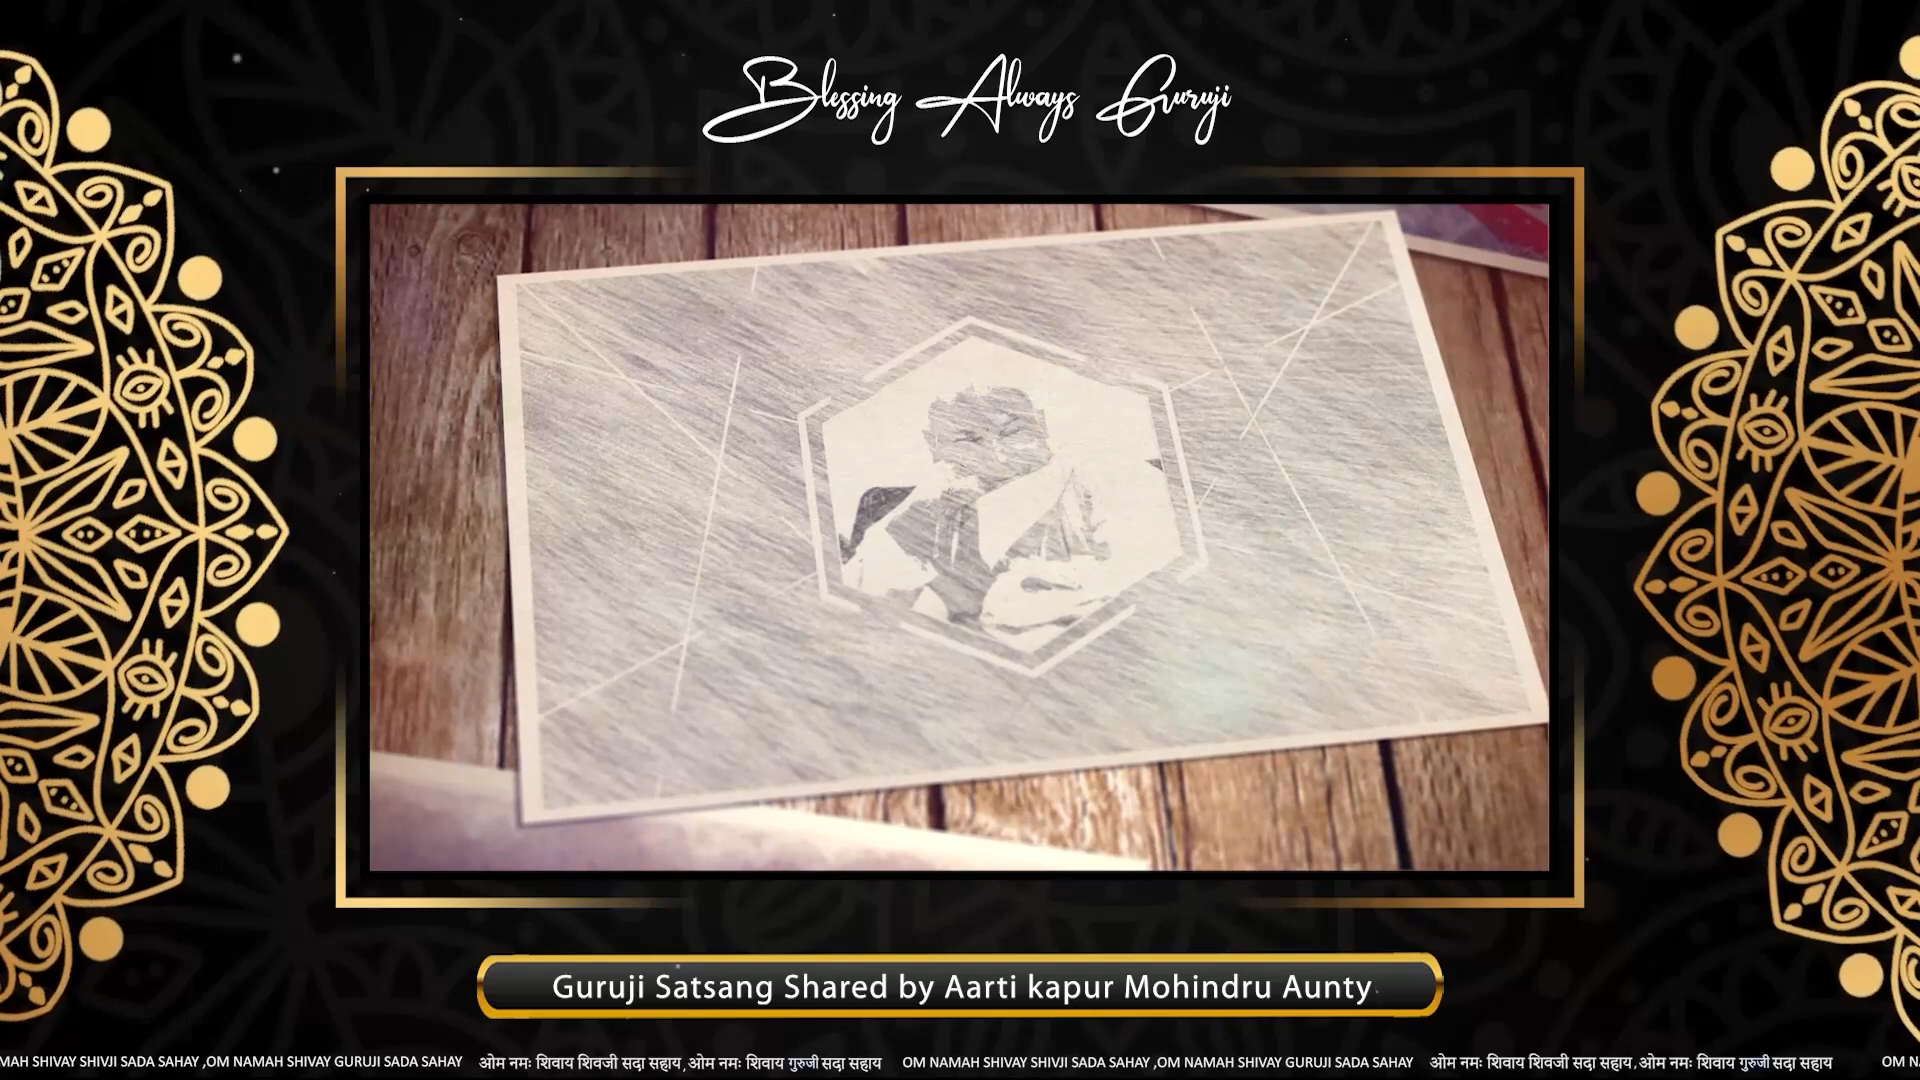 Blessing Always Guruji
Guruji Satsang Shared by Aarti kapur Mohindru Aunty
MAH SHIVAY SHIVJI SADA SAHAY ,OM NAMAH SHIVAY GURUJI SADA SAHAY ओम नमः शिवाय शिवजी सदा सहाय, ओम नमः शिवाय गुरुजी सदा सहाय OM NAMAH SHIVAY SHIVJI SADA SAHAY ,OM NAMAH SHIVAY GURUJI SADA SAHAY ओम नमः शिवाय शिवजी सदा सहाय, ओम नमः शिवाय गुरुजी सदा सहाय OM